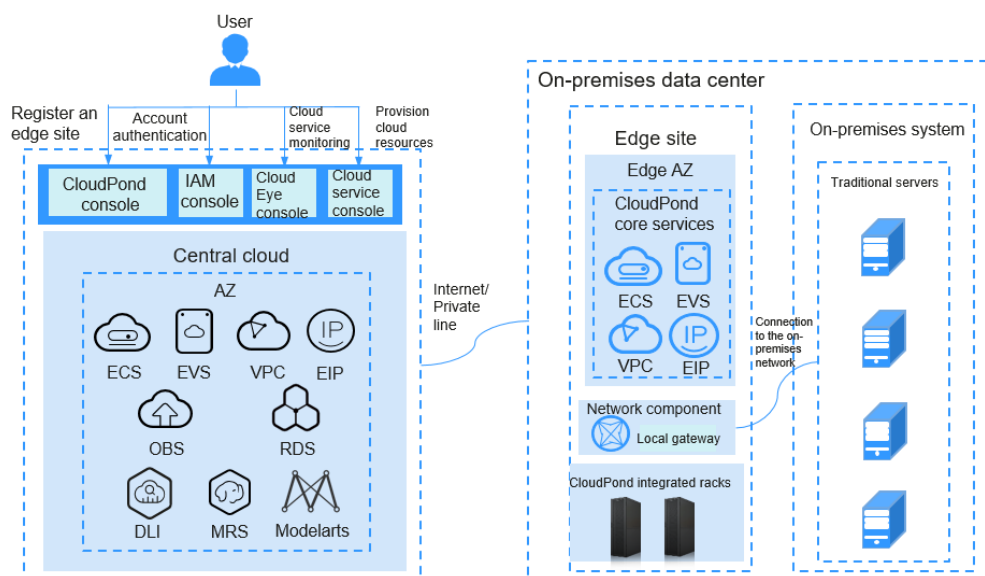 User
Register an
edge site
Account
authentication
Cloud
service
monitoring
Provision
cloud
resources
CloudPond
console
IAM
console
Cloud
Eye
console
Cloud
service
console
Central cloud
AZ
ECS
EVS
VPC
IP
EIP
OBS
RDS
DLI
MRS
Modelarts
Internet/
Private
line
On-premises data center
Edge site
Edge AZ
CloudPond
core services
ECS
EVS
VPC
IP
EIP
Network component
Local gateway
CloudPond integrated racks
Connection
to the on-
premises
network
On-premises system
Traditional servers